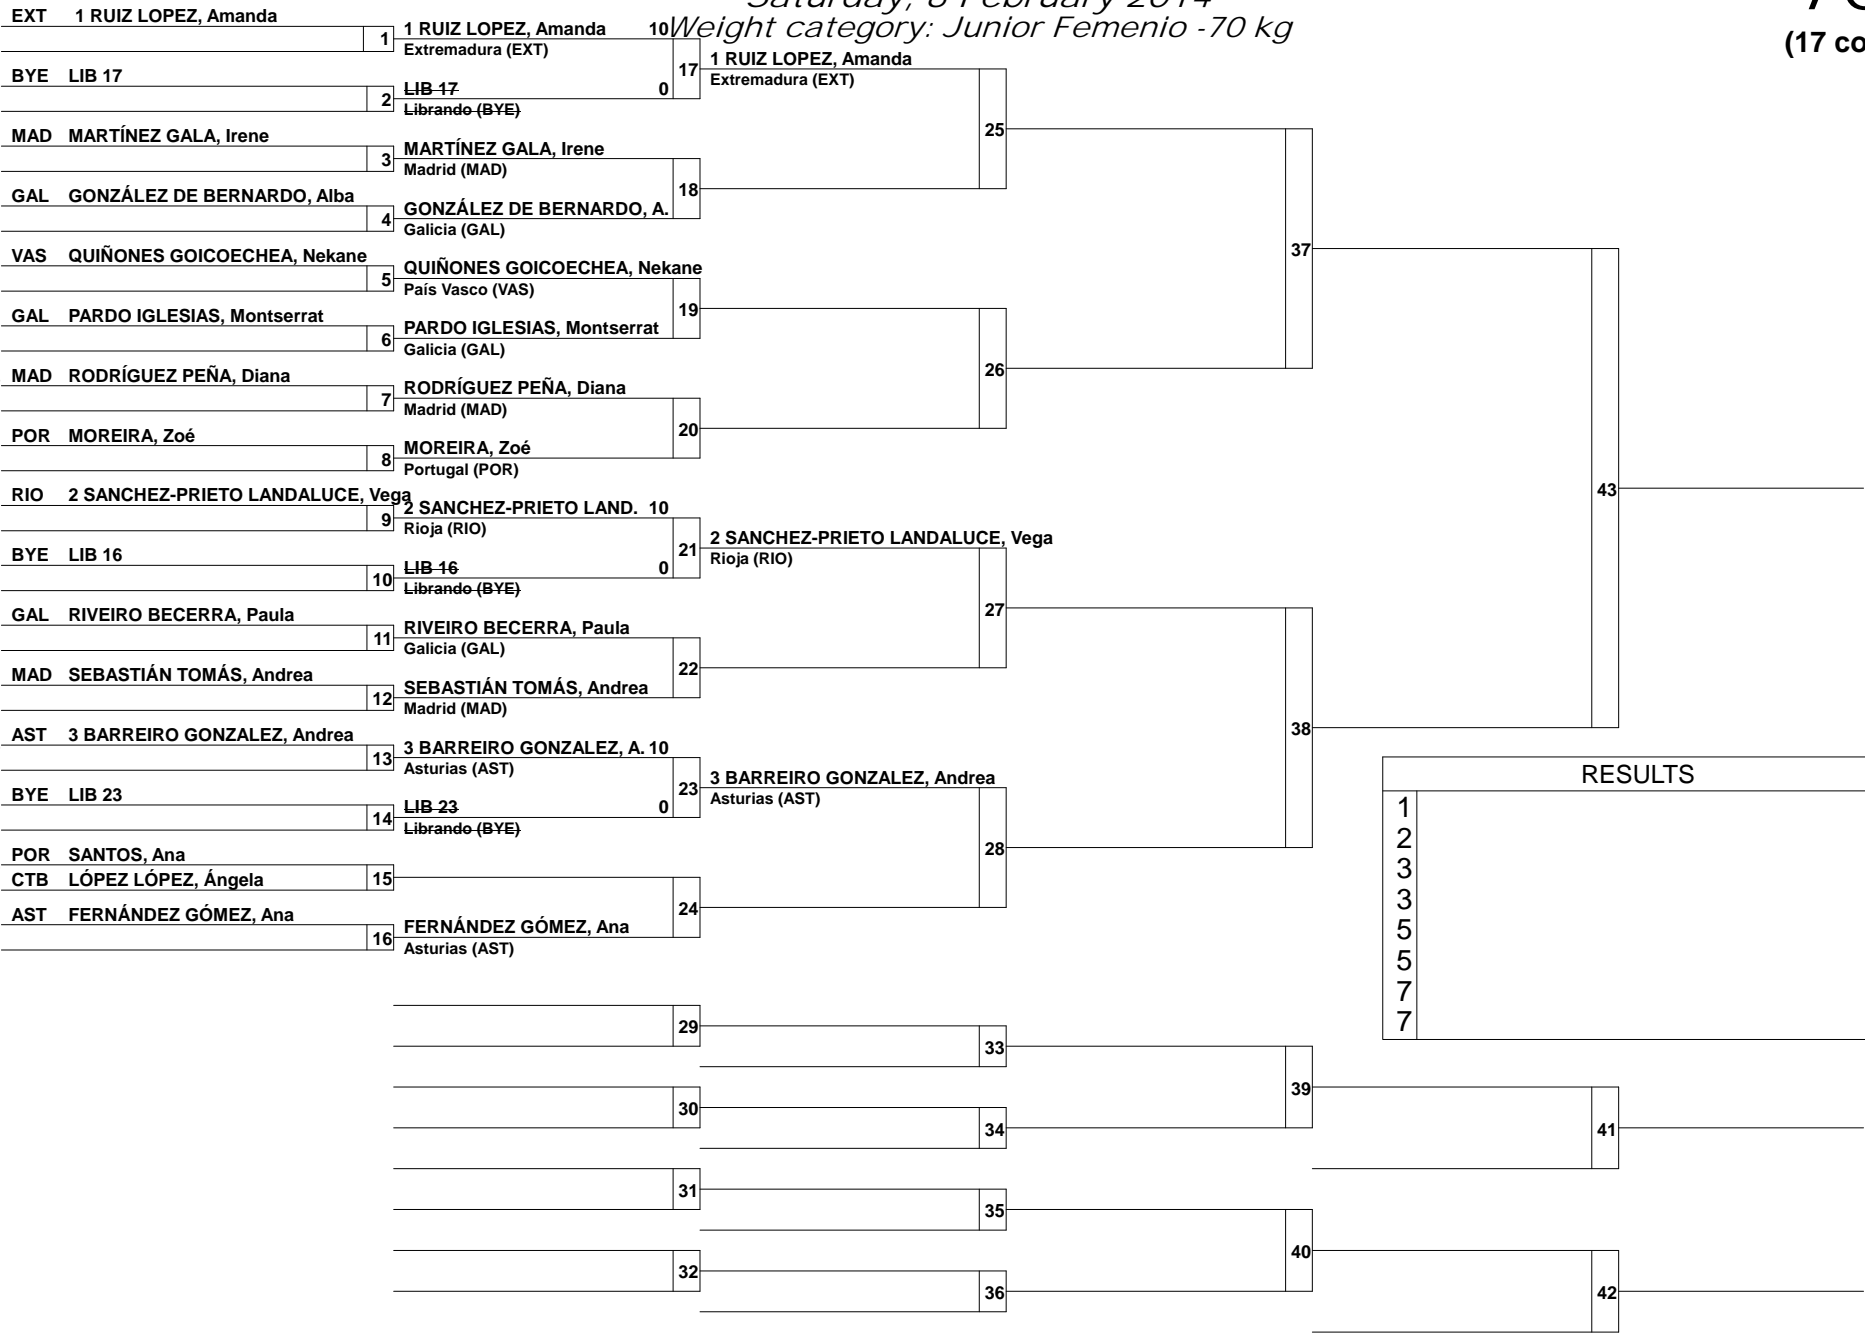 Saturday, 8 February 2014
Weight category: Junior Femenio -70 kg
(17 co
EXT 1 RUIZ LOPEZ, Amanda
1
BYE LIB 17
2
MAD MARTÍNEZ GALA, Irene
3
GAL GONZÁLEZ DE BERNARDO, Alba
4
VAS QUIÑONES GOICOECHEA, Nekane
5
GAL PARDO IGLESIAS, Montserrat
6
MAD RODRÍGUEZ PEÑA, Diana
7
POR MOREIRA, Zoé
8
RIO 2 SANCHEZ-PRIETO LANDALUCE, Vega
9
BYE LIB 16
10
GAL RIVEIRO BECERRA, Paula
11
MAD SEBASTIÁN TOMÁS, Andrea
12
AST 3 BARREIRO GONZALEZ, Andrea
13
BYE LIB 23
14
POR SANTOS, Ana
CTB LÓPEZ LÓPEZ, Ángela 15
AST FERNÁNDEZ GÓMEZ, Ana
16
1 RUIZ LOPEZ, Amanda 10
Extremadura (EXT)
17
LIB 17 0
Librando (BYE)
MARTÍNEZ GALA, Irene
Madrid (MAD)
18
GONZÁLEZ DE BERNARDO, A.
Galicia (GAL)
QUIÑONES GOICOECHEA, Nekane
País Vasco (VAS)
19
PARDO IGLESIAS, Montserrat
Galicia (GAL)
RODRÍGUEZ PEÑA, Diana
Madrid (MAD)
20
MOREIRA, Zoé
Portugal (POR)
2 SANCHEZ-PRIETO LAND. 10
Rioja (RIO)
21
LIB 16 0
Librando (BYE)
RIVEIRO BECERRA, Paula
Galicia (GAL)
22
SEBASTIÁN TOMÁS, Andrea
Madrid (MAD)
3 BARREIRO GONZALEZ, A. 10
Asturias (AST)
23
LIB 23 0
Librando (BYE)
24
FERNÁNDEZ GÓMEZ, Ana
Asturias (AST)
1 RUIZ LOPEZ, Amanda
Extremadura (EXT)
25
26
2 SANCHEZ-PRIETO LANDALUCE, Vega
Rioja (RIO)
27
3 BARREIRO GONZALEZ, Andrea
Asturias (AST)
28
37
38
43
RESULTS
1
2
3
3
5
5
7
7
29
30
31
32
33
34
35
36
39
40
41
42